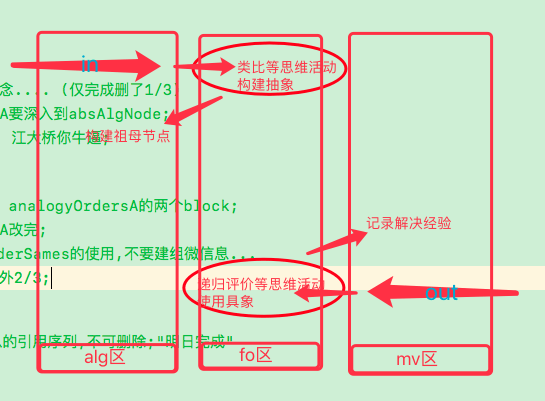 in
类比等思维活动
构建抽象
念.... (仅完成删了1/3)
A要深入到absAlgNode;
江大桥你牛逼,
构建祖母节点
analogyOrdersA的两个block;
A改完;
记录解决经验
derSames的使用,不要建组微信息...
外2/3;
递归评价等思维活动
使用具象
out
的引用序列,不可删除;"明日完成"
alg区
fo区
mv区